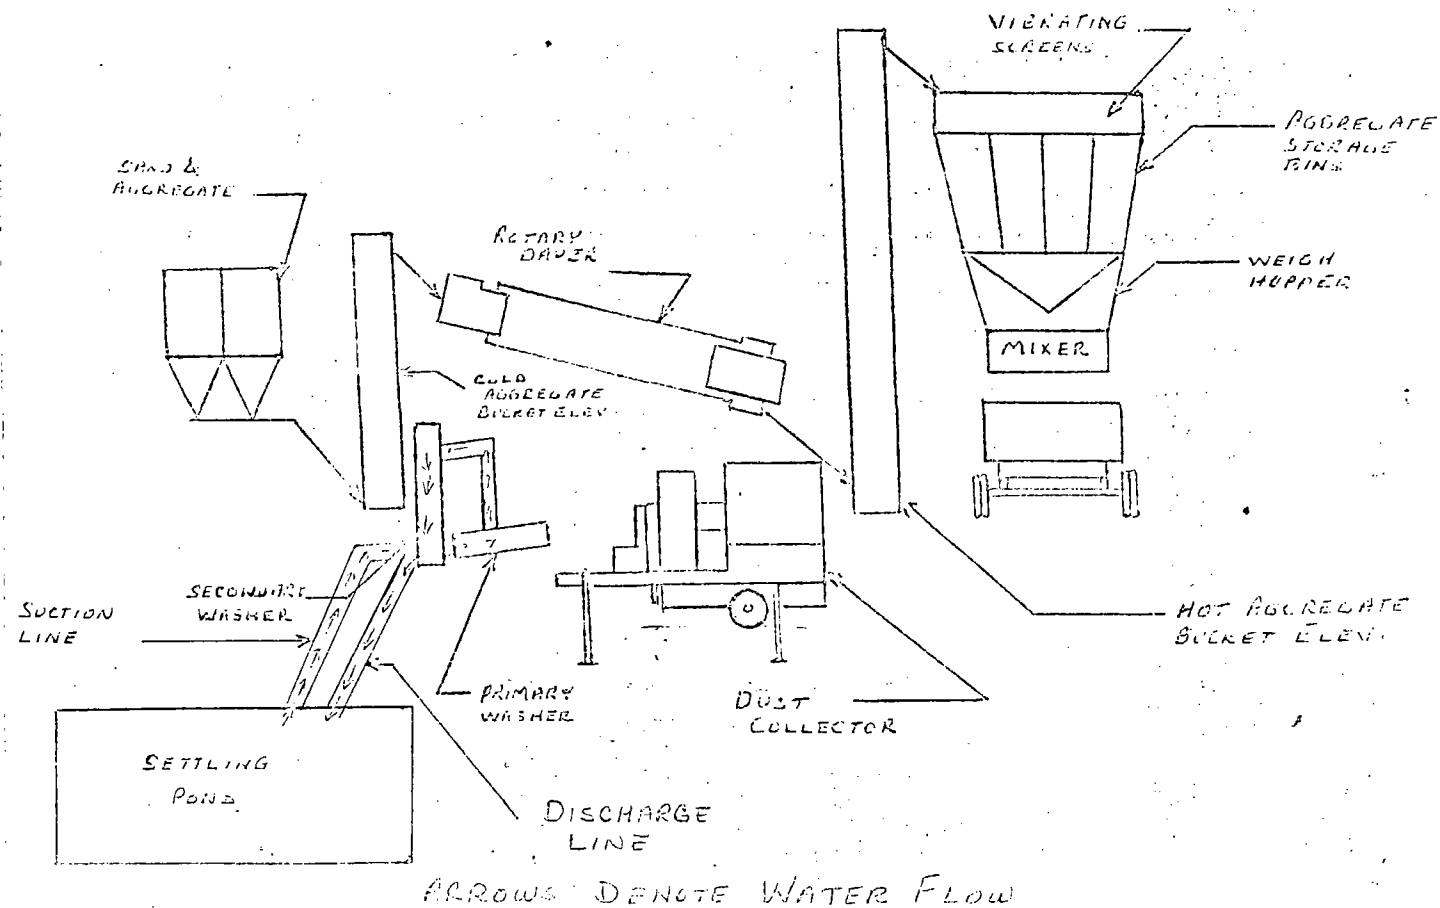 VIBRATING
SCREENS
AGGREGATE
STORAGE
BINS
SAND &
AGGREGATE
ROTARY
DRYER
WEIGH
HOPPER
MIXER
COLD
AGGREGATE
BUCKET ELEV.
SECONDARY
WASHER
SUCTION
LINE
HOT AGGREGATE
BUCKET ELEV.
PRIMARY
WASHER
DUST
COLLECTOR
SETTLING
POND
DISCHARGE
LINE
ARROWS DENOTE WATER FLOW